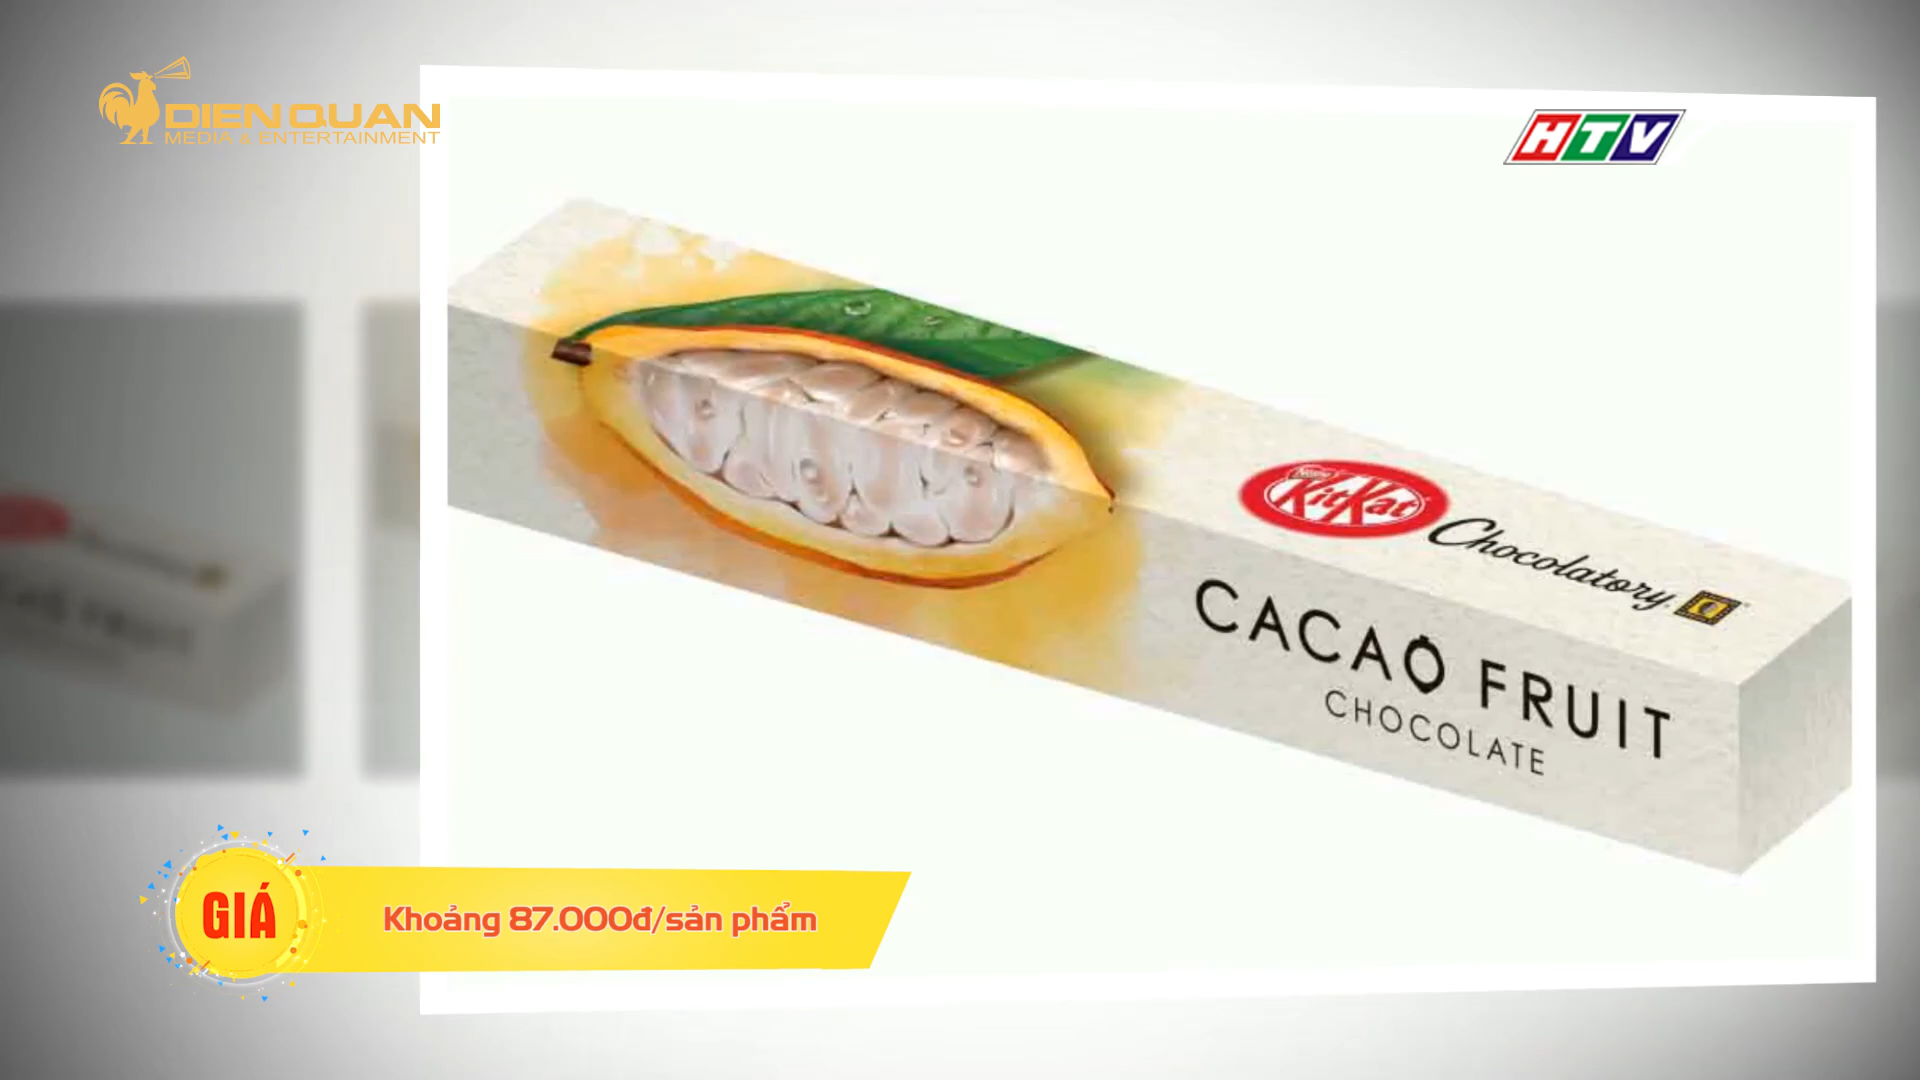 DIEN QUAN
MEDIA & ENTERTAINMENT
HTV
Nestlé
KitKat
Chocolatory
CACAO FRUIT
CHOCOLATE
GIÁ
Khoảng 87.000đ/sản phẩm